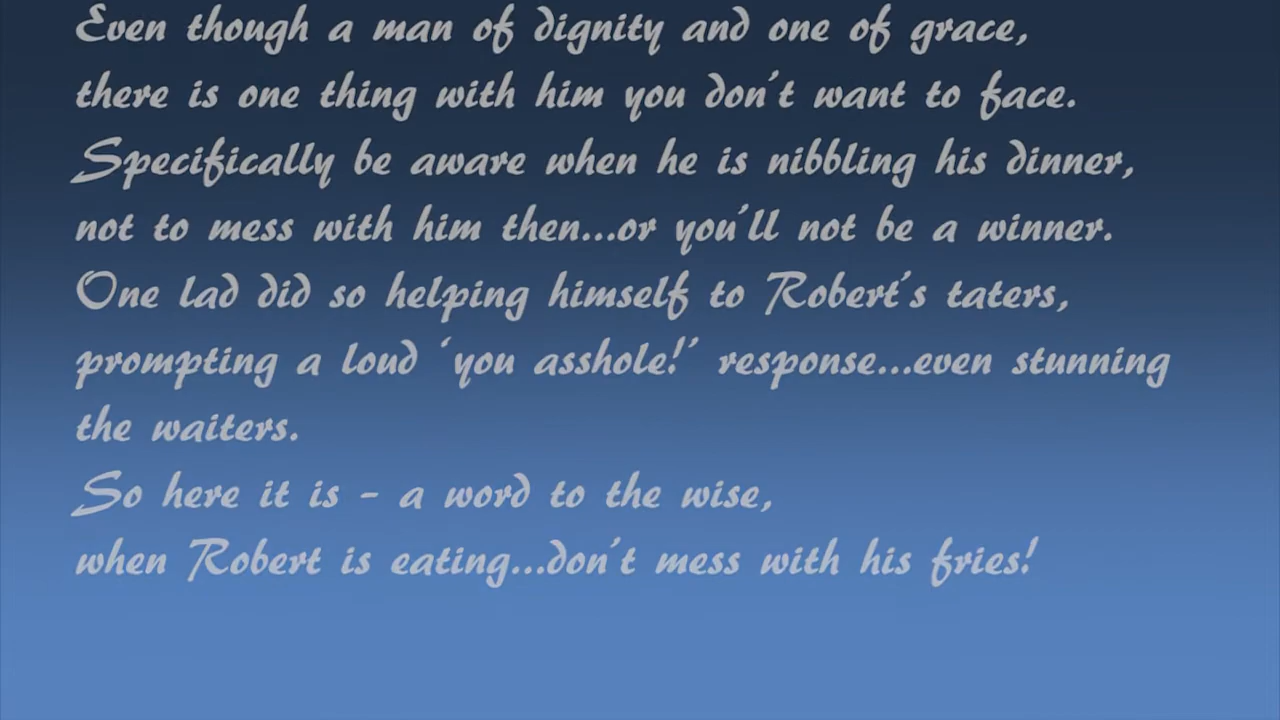 Even though a man of dignity and one of grace,
there is one thing with him you don't want to face.
Specifically be aware when he is nibbling his dinner,
not to mess with him then...or you'll not be a winner.
One lad did so helping himself to Robert's taters,
prompting a loud ‘you asshole!’ response...even stunning
the waiters.
So here it is - a word to the wise,
when Robert is eating...don't mess with his fries!